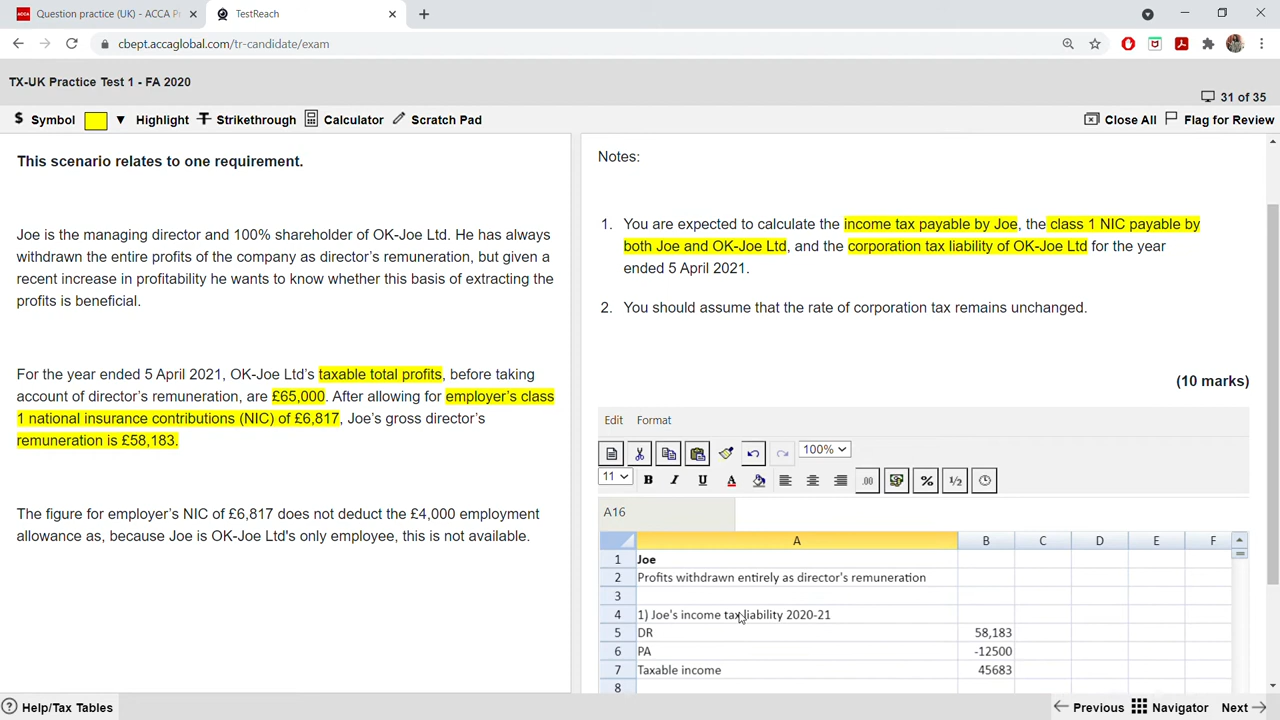 Question practice (UK) - ACCA P
TestReach
cbept.accaglobal.com/tr-candidate/exam
TX-UK Practice Test 1 - FA 2020
31 of 35
$ Symbol Highlight Strikethrough Calculator Scratch Pad Close All Flag for Review
This scenario relates to one requirement.
Joe is the managing director and 100% shareholder of OK-Joe Ltd. He has always
withdrawn the entire profits of the company as director's remuneration, but given a
recent increase in profitability he wants to know whether this basis of extracting the
profits is beneficial.
For the year ended 5 April 2021, OK-Joe Ltd's taxable total profits, before taking
account of director's remuneration, are £65,000. After allowing for employer's class
1 national insurance contributions (NIC) of £6,817, Joe's gross director's
remuneration is £58,183.
The figure for employer's NIC of £6,817 does not deduct the £4,000 employment
allowance as, because Joe is OK-Joe Ltd's only employee, this is not available.
Notes:
1. You are expected to calculate the income tax payable by Joe, the class 1 NIC payable by
both Joe and OK-Joe Ltd, and the corporation tax liability of OK-Joe Ltd for the year
ended 5 April 2021.
2. You should assume that the rate of corporation tax remains unchanged.
(10 marks)
Edit Format
100%
11 B I U A .00 % 1/2
A16
A B C D E F
1 Joe
2 Profits withdrawn entirely as director's remuneration
3
4 1) Joe's income tax liability 2020-21
5 DR 58,183
6 PA -12500
7 Taxable income 45683
8
Help/Tax Tables Previous Navigator Next